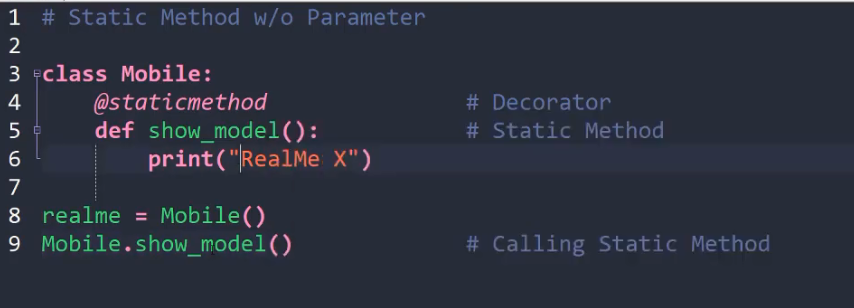 1 # Static Method w/o Parameter
2
3 class Mobile:
4     @staticmethod               # Decorator
5     def show_model():           # Static Method
6         print("RealMe X")
7
8 realme = Mobile()
9 Mobile.show_model()             # Calling Static Method